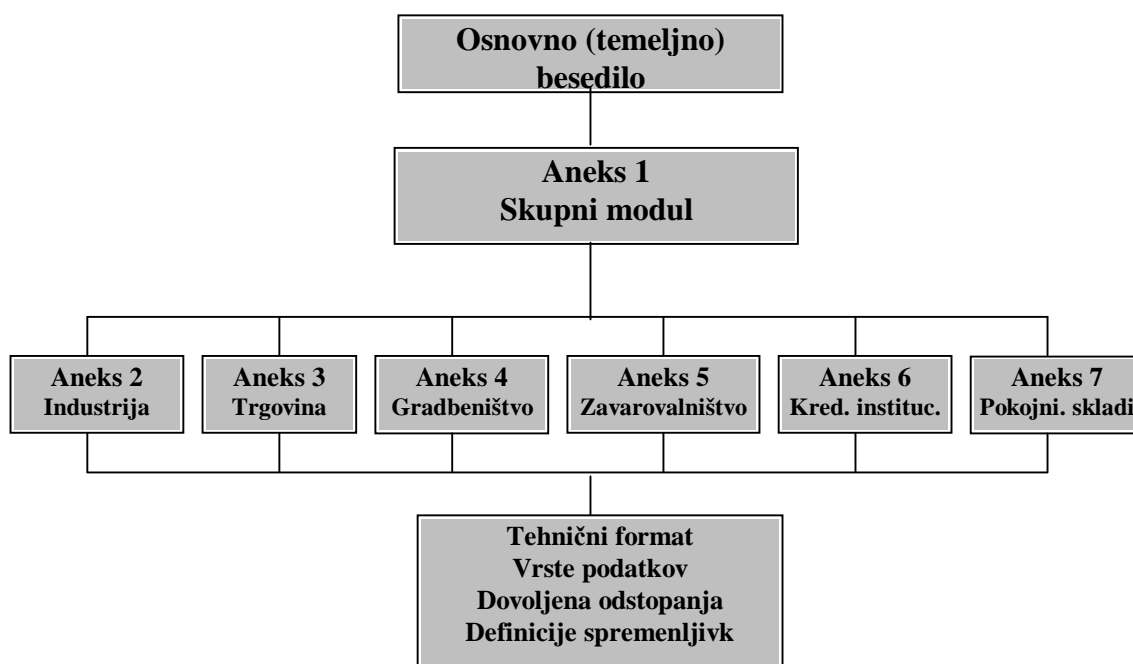 Osnovno (temeljno)
besedilo
Aneks 1
Skupni modul
Aneks 2
Industrija
Aneks 3
Trgovina
Aneks 4
Gradbeništvo
Aneks 5
Zavarovalništvo
Aneks 6
Kred. instituc.
Aneks 7
Pokojni. skladi
Tehnični format
Vrste podatkov
Dovoljena odstopanja
Definicije spremenljivk